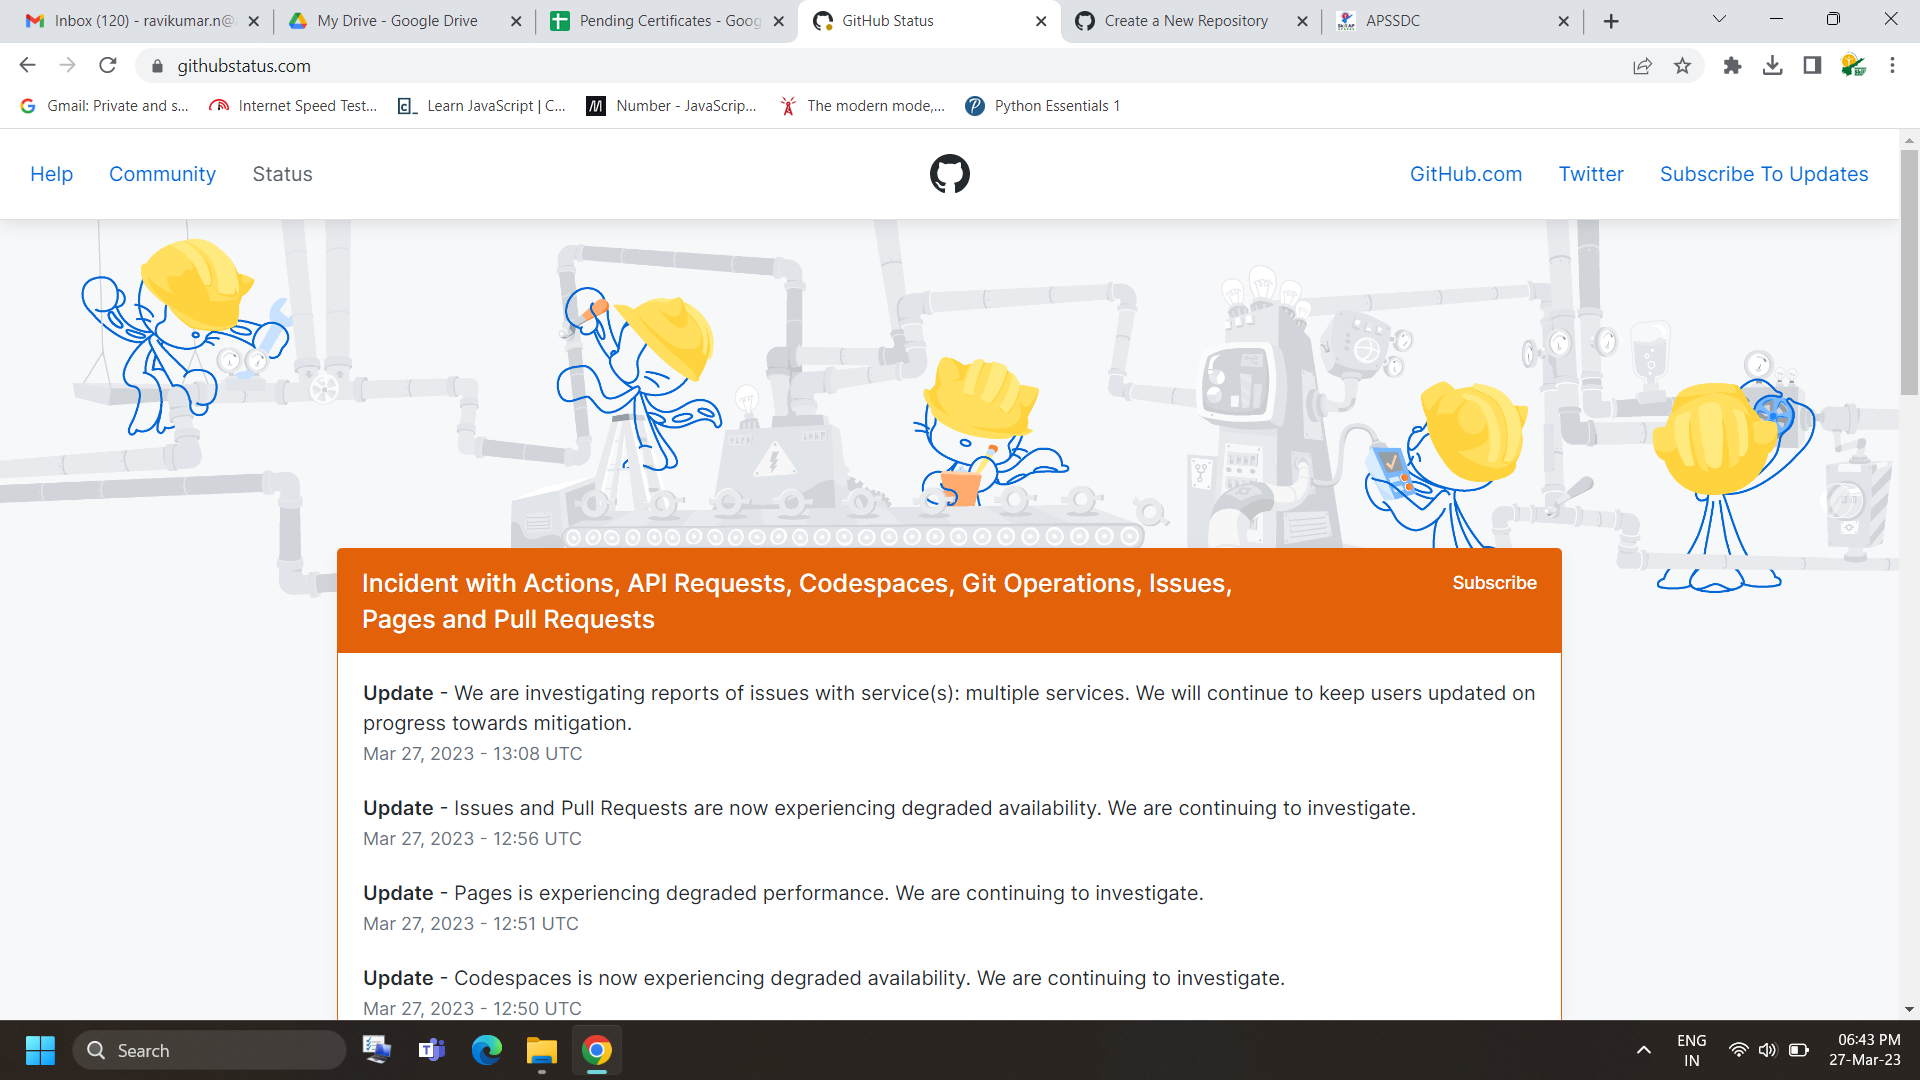 Inbox (120) - ravikumar.n@
My Drive - Google Drive
Pending Certificates - Goog
GitHub Status
Create a New Repository
APSSDC
githubstatus.com
Gmail: Private and s...
Internet Speed Test...
Learn JavaScript | C...
Number - JavaScrip...
The modern mode,...
Python Essentials 1
Help
Community
Status
GitHub.com
Twitter
Subscribe To Updates
Incident with Actions, API Requests, Codespaces, Git Operations, Issues,
Pages and Pull Requests
Subscribe
Update - We are investigating reports of issues with service(s): multiple services. We will continue to keep users updated on
progress towards mitigation.
Mar 27, 2023 - 13:08 UTC
Update - Issues and Pull Requests are now experiencing degraded availability. We are continuing to investigate.
Mar 27, 2023 - 12:56 UTC
Update - Pages is experiencing degraded performance. We are continuing to investigate.
Mar 27, 2023 - 12:51 UTC
Update - Codespaces is now experiencing degraded availability. We are continuing to investigate.
Mar 27, 2023 - 12:50 UTC
Search
ENG
IN
06:43 PM
27-Mar-23